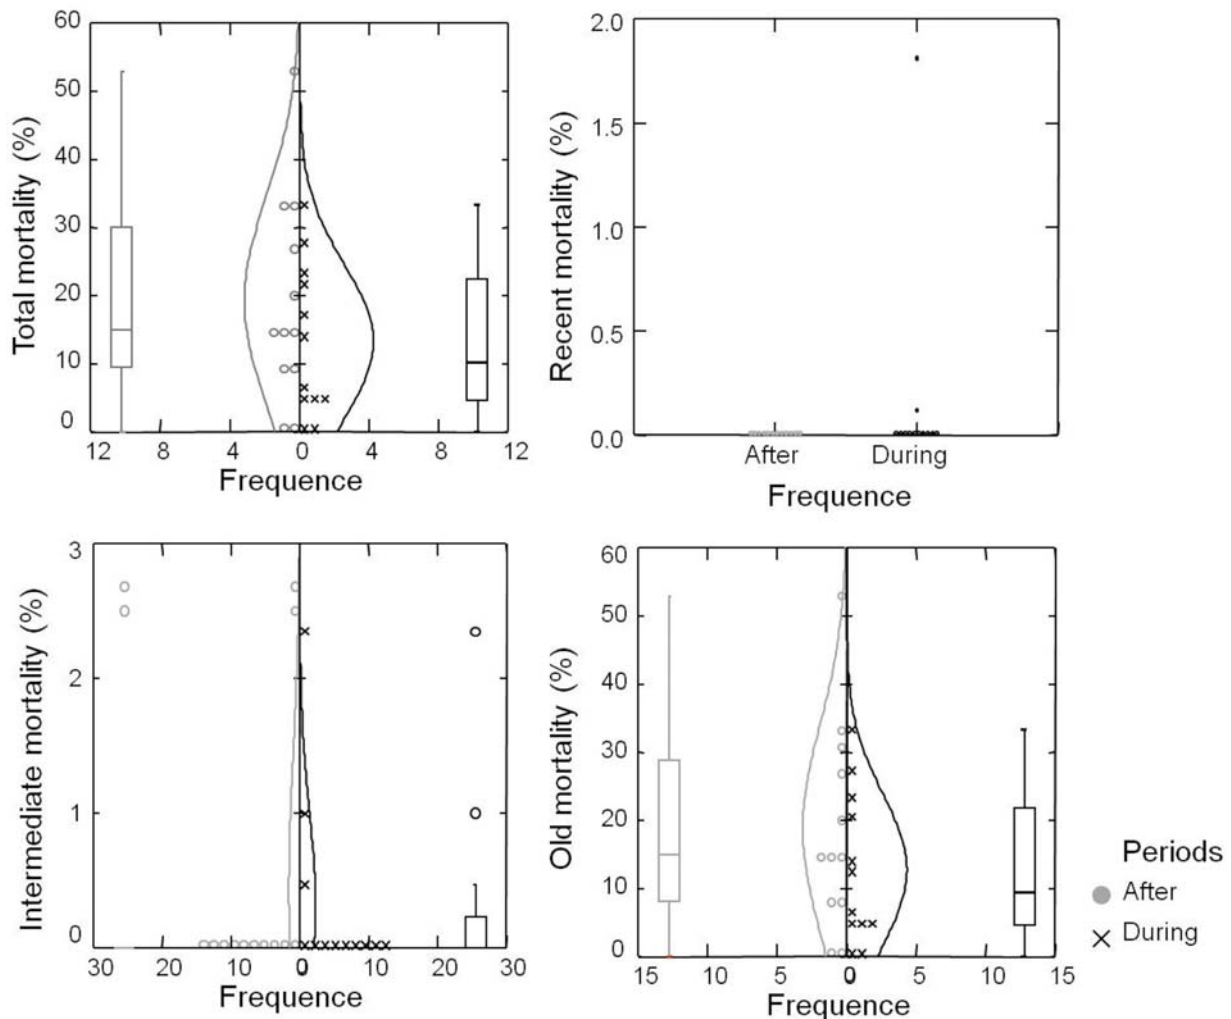 Total mortality (%)
60
50
40
30
20
10
0
12 8 4 0 4 8 12
Frequence
Recent mortality (%)
2.0
1.5
1.0
0.5
0.0
After During
Frequence
Intermediate mortality (%)
3
2
1
0
30 20 10 0 10 20 30
Frequence
Old mortality (%)
60
50
40
30
20
10
0
15 10 5 0 5 10 15
Frequence
Periods
After
During